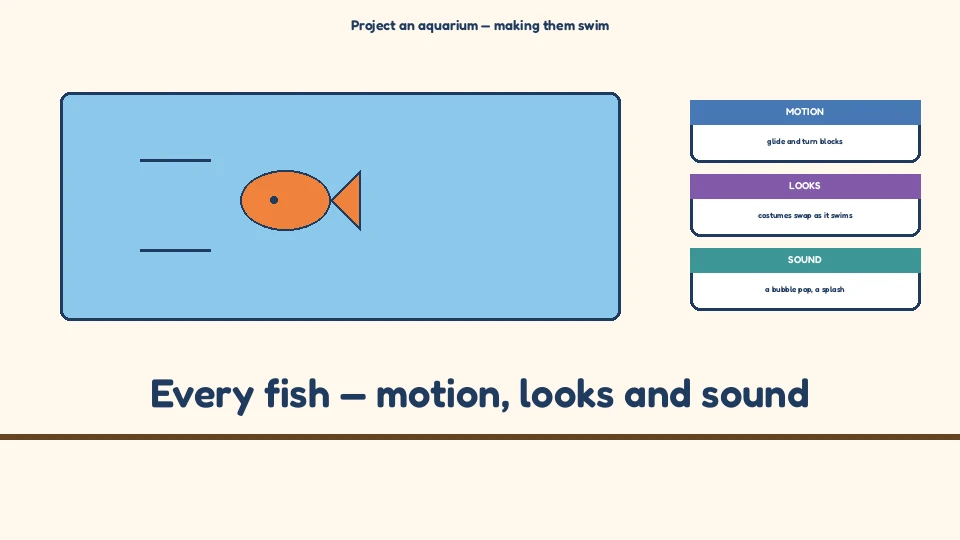 Project an aquarium — making them swim
MOTION
glide and turn blocks
LOOKS
costumes swap as it swims
SOUND
a bubble pop, a splash
Every fish — motion, looks and sound